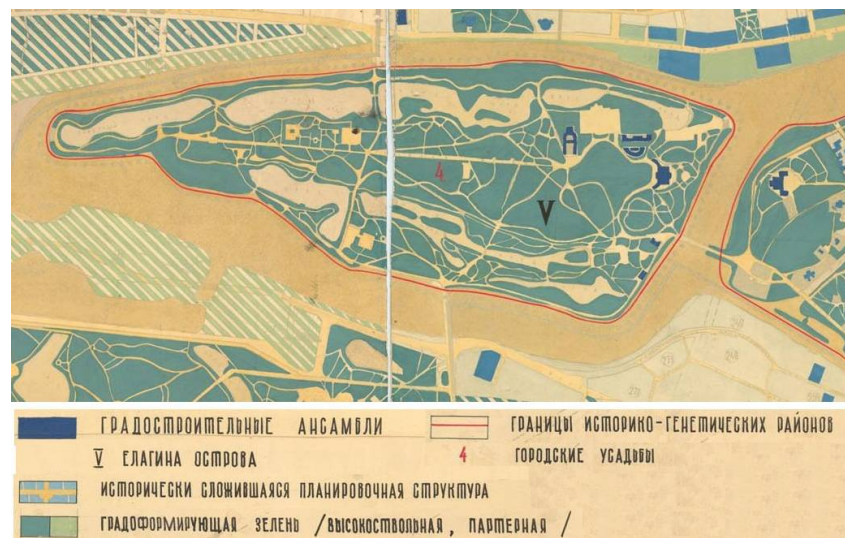 4
V
ГРАДОСТРОИТЕЛЬНЫЕ АНСАМБЛИ
V ЕЛАГИНА ОСТРОВА
ИСТОРИЧЕСКИ СЛОЖИВШАЯСЯ ПЛАНИРОВОЧНАЯ СТРУКТУРА
ГРАДОФОРМИРУЮЩАЯ ЗЕЛЕНЬ /ВЫСОКОСТВОЛЬНАЯ, ПАРТЕРНАЯ/
ГРАНИЦЫ ИСТОРИКО-ГЕНЕТИЧЕСКИХ РАЙОНОВ
4 ГОРОДСКИЕ УСАДЬБЫ